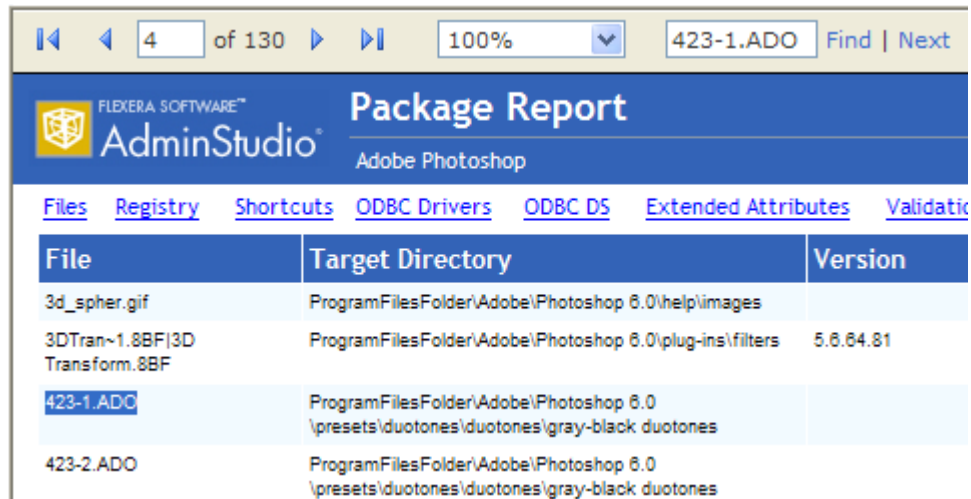 4 of 130 100% 423-1.ADO Find | Next
FLEXERA SOFTWARE™
AdminStudio®
Package Report
Adobe Photoshop
Files Registry Shortcuts ODBC Drivers ODBC DS Extended Attributes Validatio
File Target Directory Version
3d_spher.gif ProgramFilesFolder\Adobe\Photoshop 6.0\help\images
3DTran~1.8BF|3D ProgramFilesFolder\Adobe\Photoshop 6.0\plug-ins\filters 5.6.64.81
Transform.8BF
423-1.ADO ProgramFilesFolder\Adobe\Photoshop 6.0
\presets\duotones\duotones\gray-black duotones
423-2.ADO ProgramFilesFolder\Adobe\Photoshop 6.0
\presets\duotones\duotones\gray-black duotones